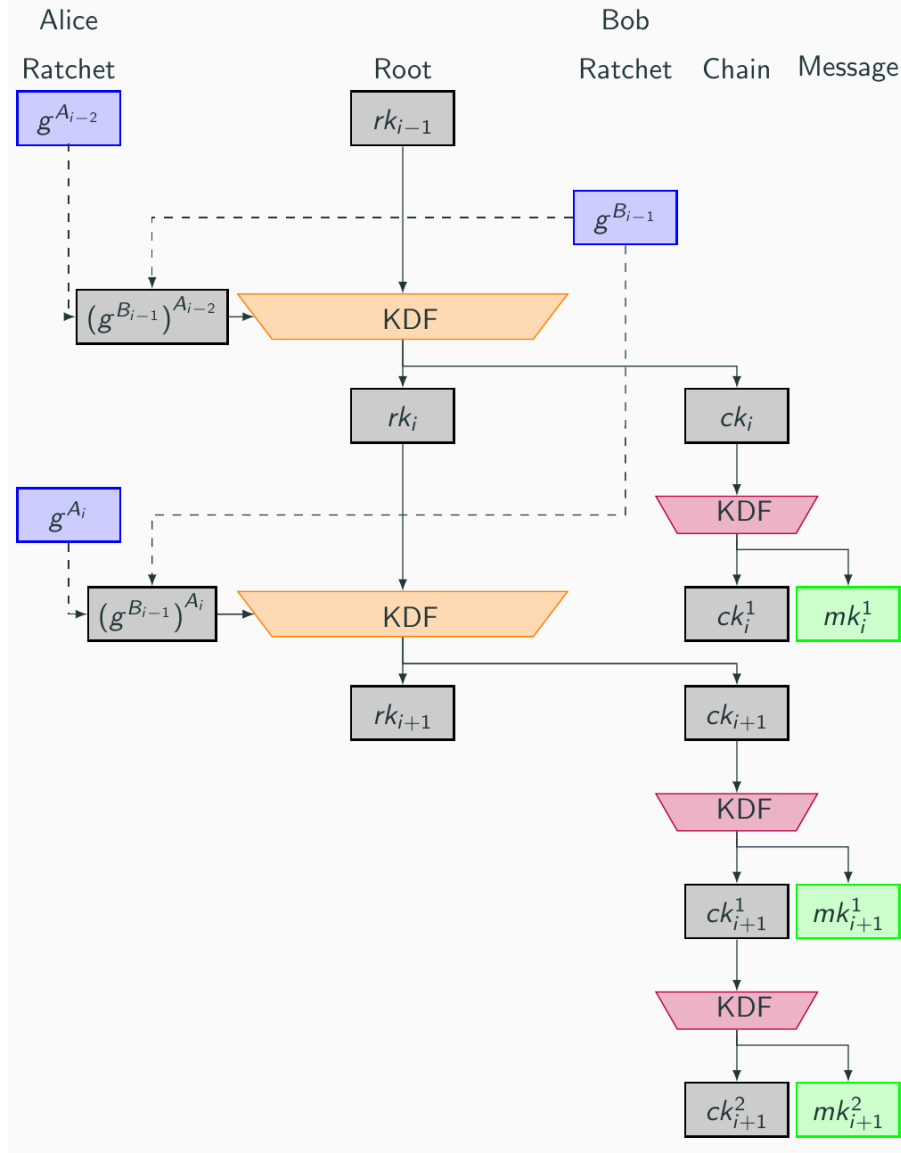 Alice Bob
Ratchet Root Ratchet Chain Message
g^{A_{i−2}} rk_{i−1}
g^{B_{i−1}}
(g^{B_{i−1}})^{A_{i−2}} KDF
rk_i ck_i
g^{A_i} KDF
(g^{B_{i−1}})^{A_i} KDF ck_i^1 mk_i^1
rk_{i+1} ck_{i+1}
KDF
ck_{i+1}^1 mk_{i+1}^1
KDF
ck_{i+1}^2 mk_{i+1}^2